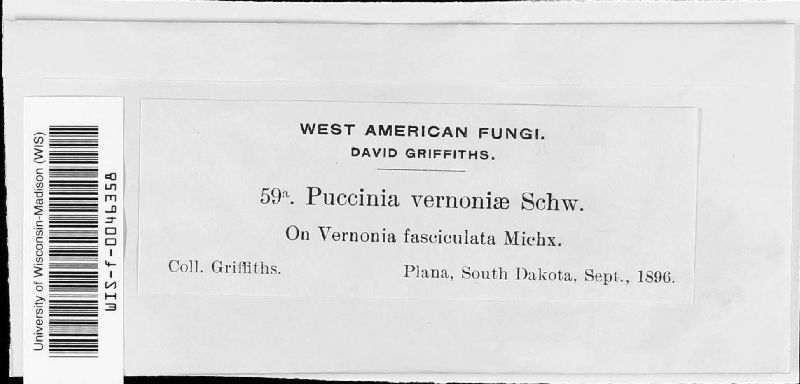 WEST AMERICAN FUNGI.
DAVID GRIFFITHS.
59a. Puccinia vernoniæ Schw.
On Vernonia fasciculata Michx.
Coll. Griffiths.
Plana, South Dakota, Sept., 1896.
University of Wisconsin-Madison (WIS)
WIS-f-0046358